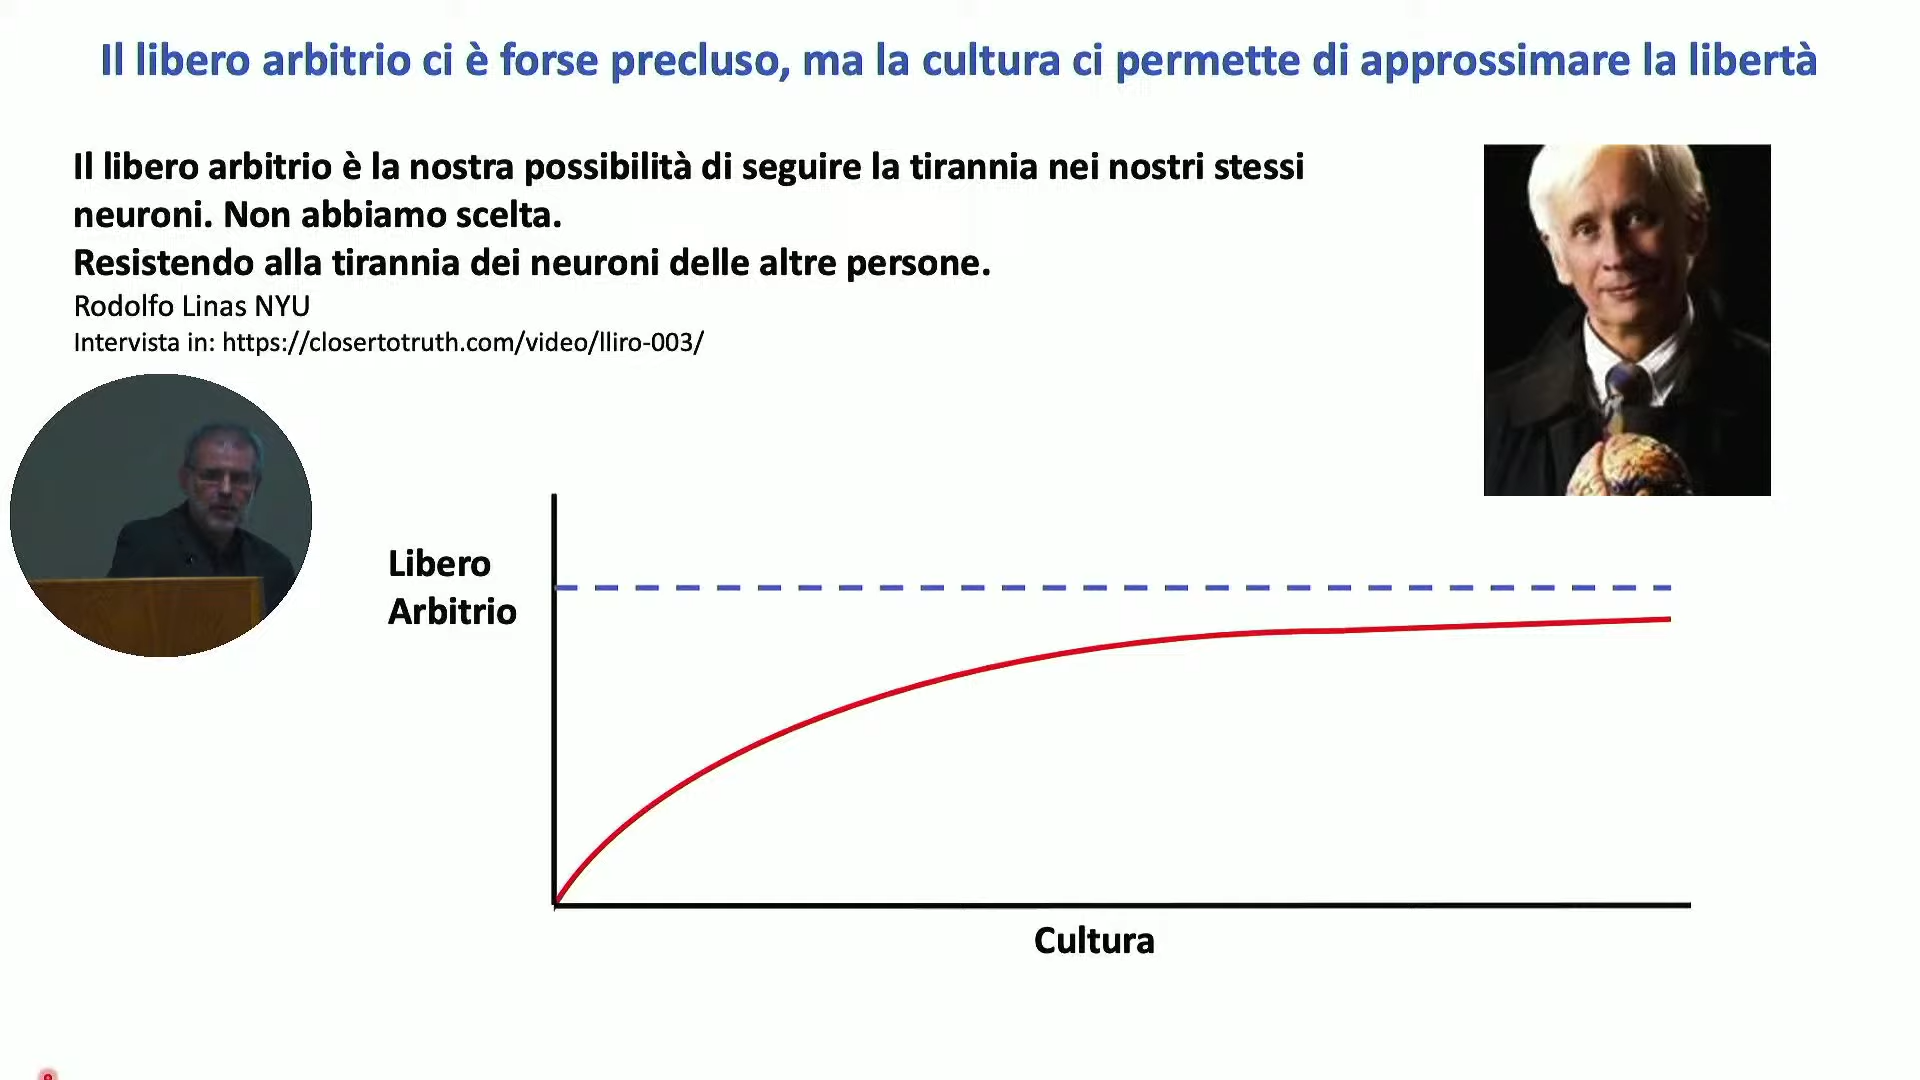 Il libero arbitrio ci è forse precluso, ma la cultura ci permette di approssimare la libertà
Il libero arbitrio è la nostra possibilità di seguire la tirannia nei nostri stessi
neuroni. Non abbiamo scelta.
Resistendo alla tirannia dei neuroni delle altre persone.
Rodolfo Linas NYU
Intervista in: https://closertotruth.com/video/lliro-003/
Libero
Arbitrio
Cultura